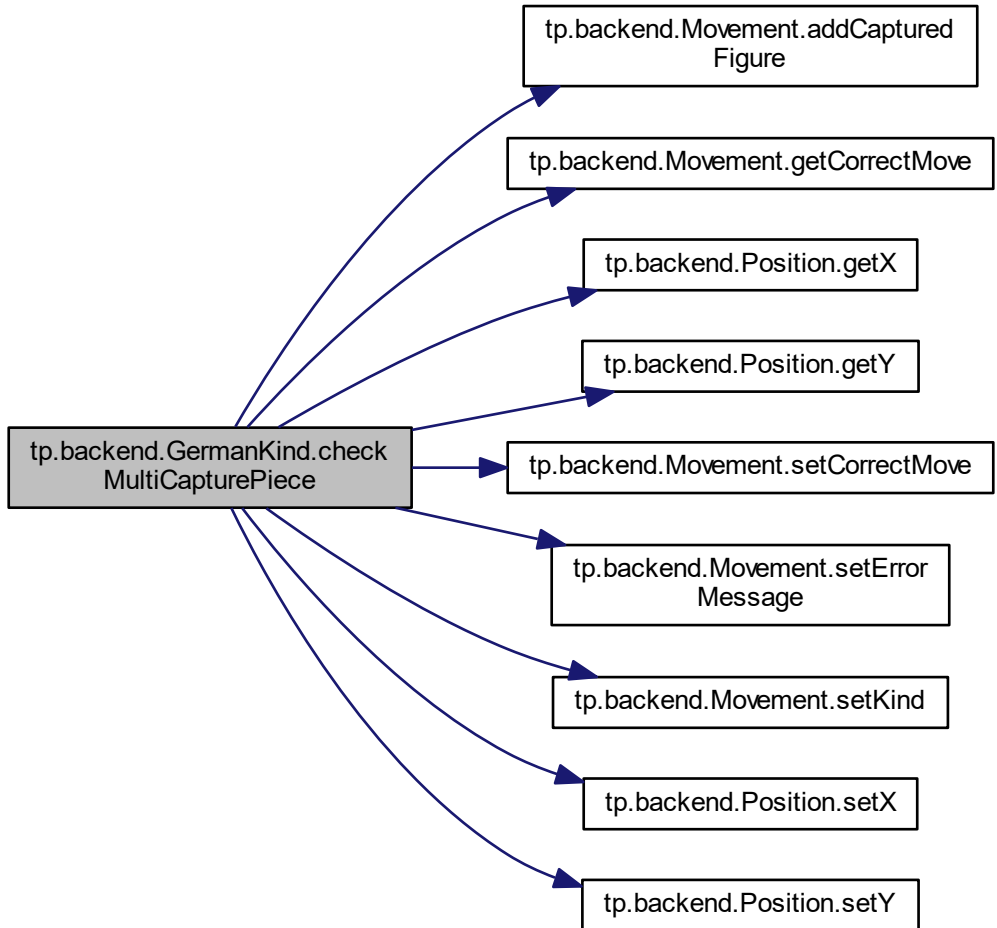 tp.backend.Movement.addCaptured
Figure
tp.backend.Movement.getCorrectMove
tp.backend.Position.getX
tp.backend.Position.getY
tp.backend.GermanKind.check
MultiCapturePiece
tp.backend.Movement.setCorrectMove
tp.backend.Movement.setError
Message
tp.backend.Movement.setKind
tp.backend.Position.setX
tp.backend.Position.setY